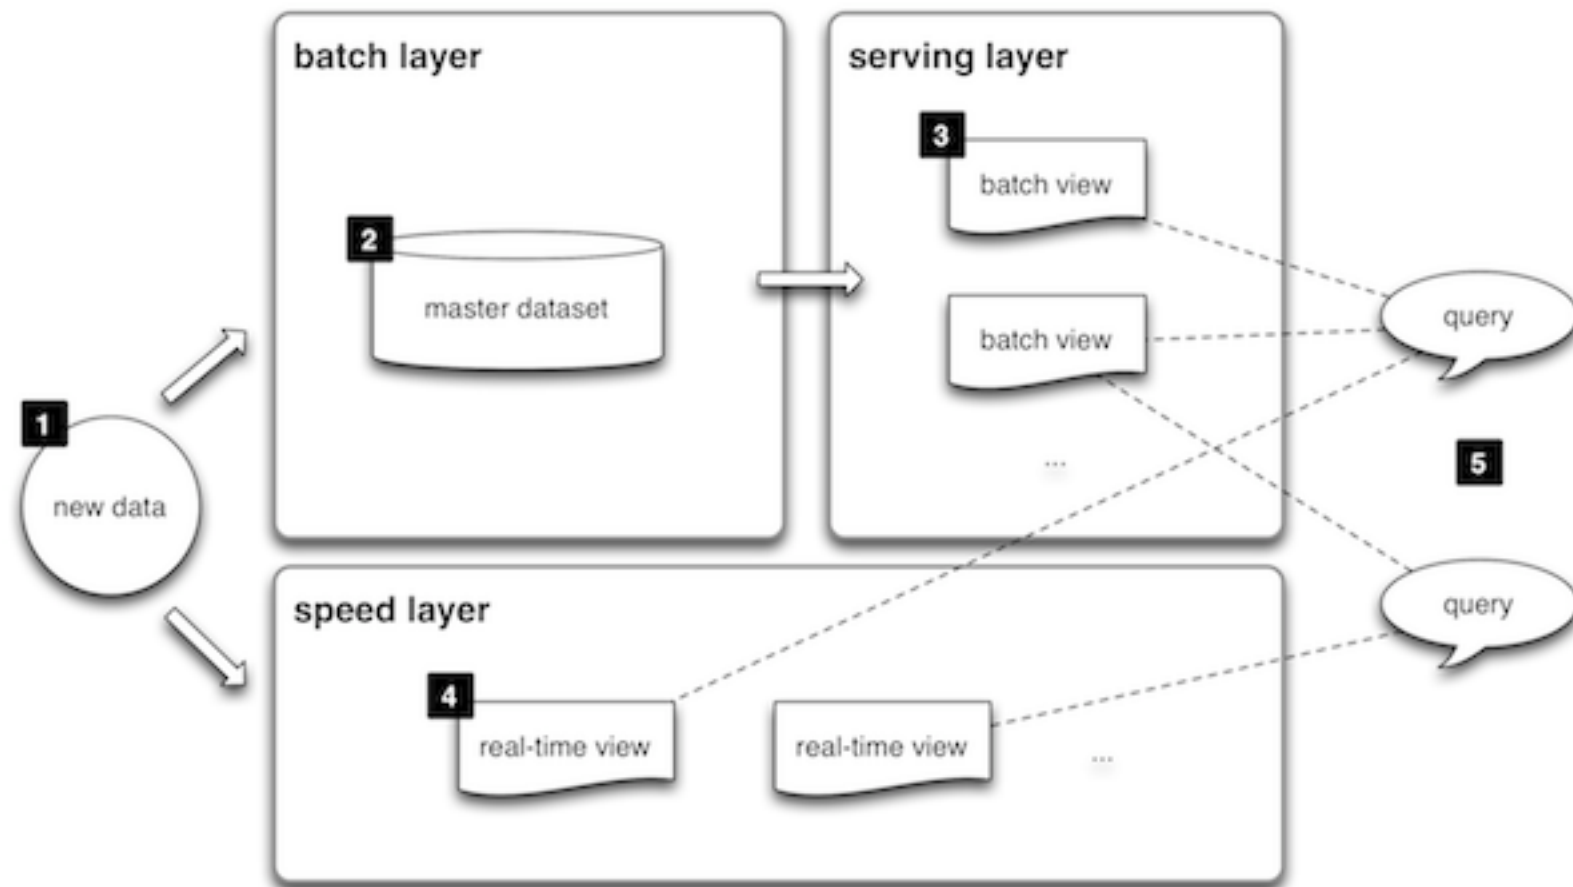 batch layer
2
master dataset
serving layer
3
batch view
batch view
...
1
new data
speed layer
4
real-time view
real-time view
...
query
5
query